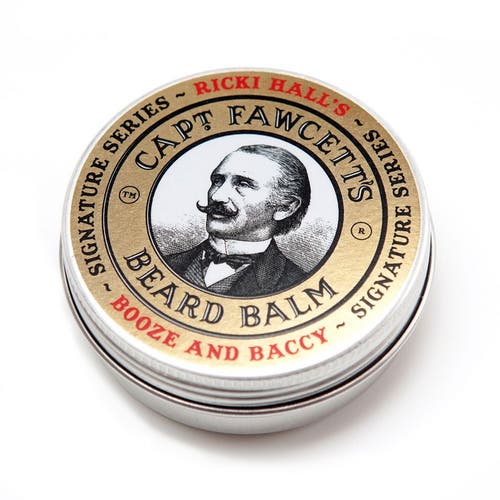 RICKI HALL'S
~ SIGNATURE SERIES ~
CAPT. FAWCETT'S
TM
®
BEARD BALM
BOOZE AND BACCY
~ SIGNATURE SERIES ~